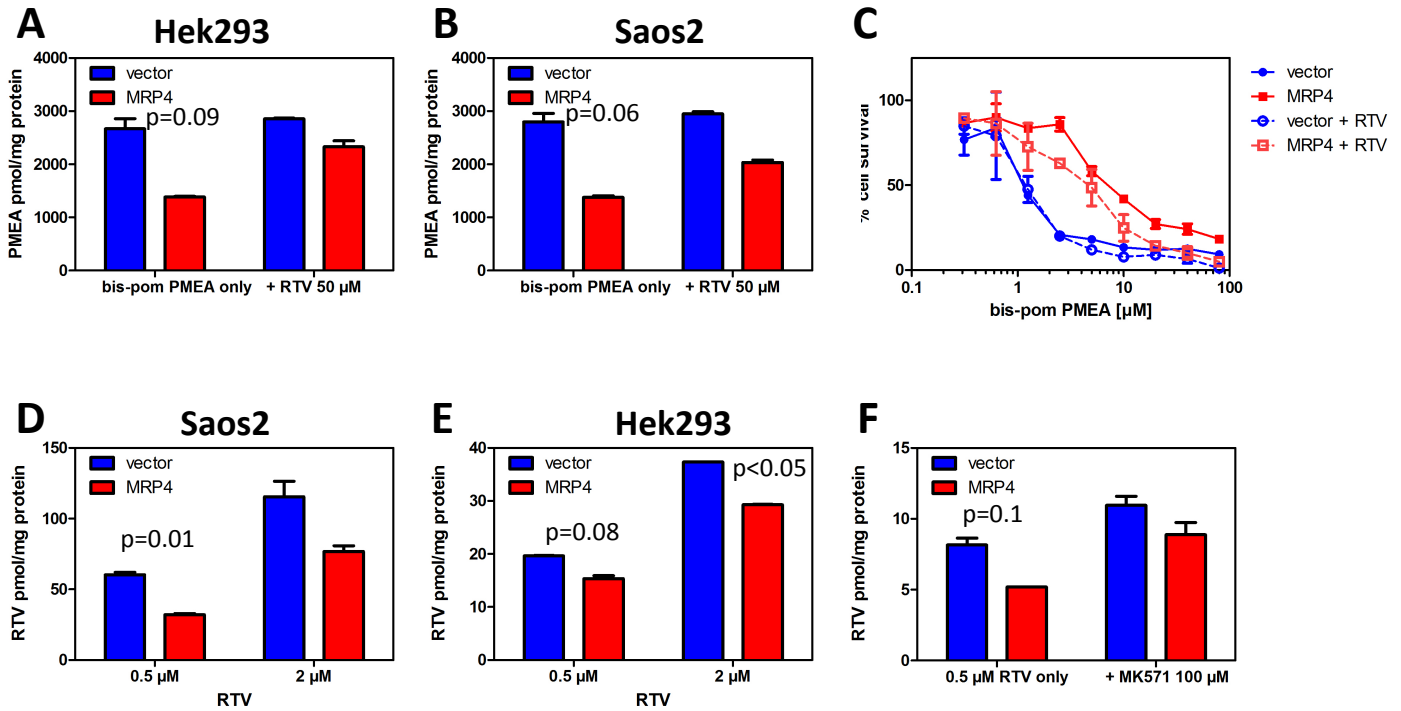 A
Hek293
PMEA pmol/mg protein
4000
3000
2000
1000
0
vector
MRP4
p=0.09
bis-pom PMEA only
+ RTV 50 µM
B
Saos2
PMEA pmol/mg protein
4000
3000
2000
1000
0
vector
MRP4
p=0.06
bis-pom PMEA only
+ RTV 50 µM
C
% cell survival
100
50
0
0.1
1
10
100
bis-pom PMEA [µM]
vector
MRP4
vector + RTV
MRP4 + RTV
D
Saos2
RTV pmol/mg protein
150
100
50
0
vector
MRP4
p=0.01
0.5 µM
2 µM
RTV
E
Hek293
RTV pmol/mg protein
40
30
20
10
0
vector
MRP4
p=0.08
p<0.05
0.5 µM
2 µM
RTV
F
RTV pmol/mg protein
15
10
5
0
vector
MRP4
p=0.1
0.5 µM RTV only
+ MK571 100 µM